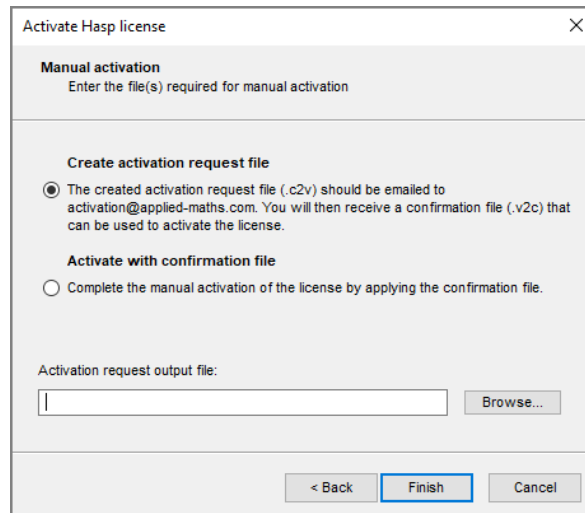 Activate Hasp license
Manual activation
Enter the file(s) required for manual activation
Create activation request file
The created activation request file (.c2v) should be emailed to
activation@applied-maths.com. You will then receive a confirmation file (.v2c) that
can be used to activate the license.
Activate with confirmation file
Complete the manual activation of the license by applying the confirmation file.
Activation request output file:
Browse...
< Back Finish Cancel